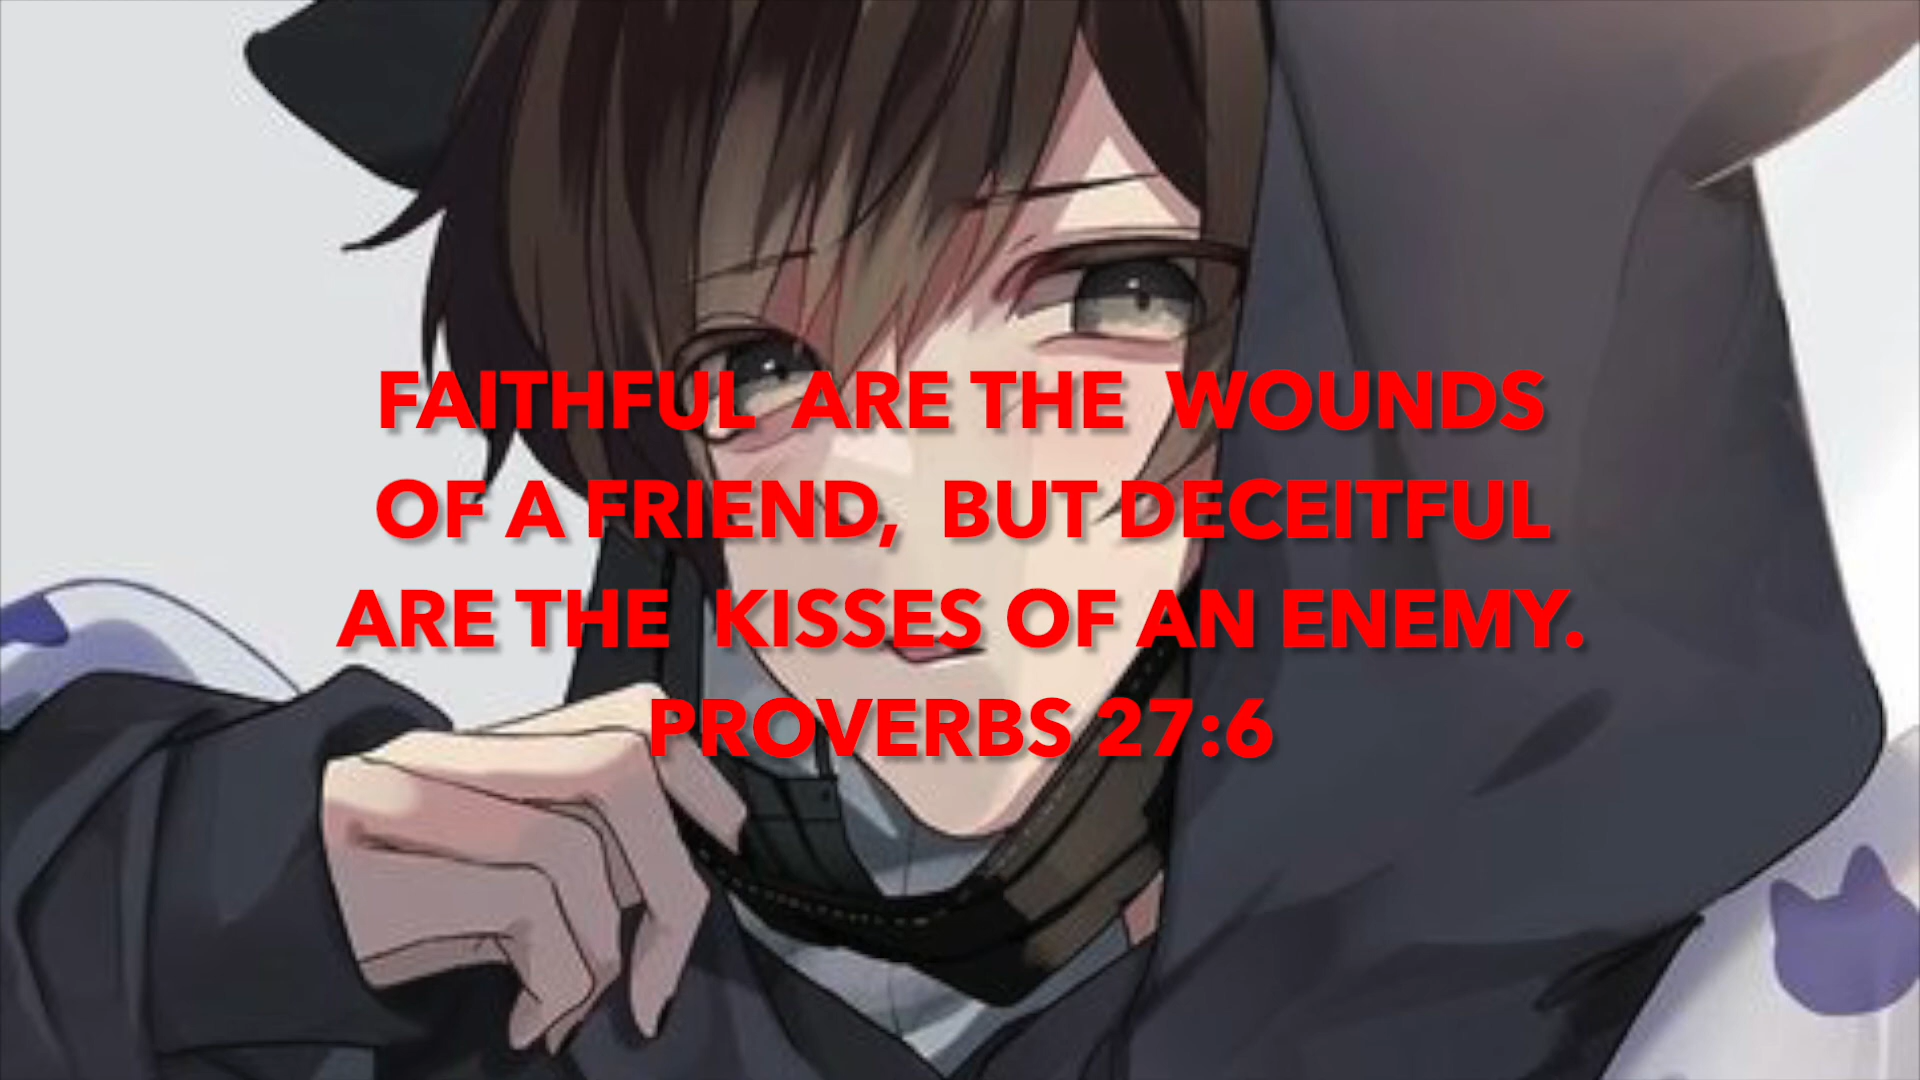 FAITHFUL ARE THE WOUNDS
OF A FRIEND, BUT DECEITFUL
ARE THE KISSES OF AN ENEMY.
PROVERBS 27:6